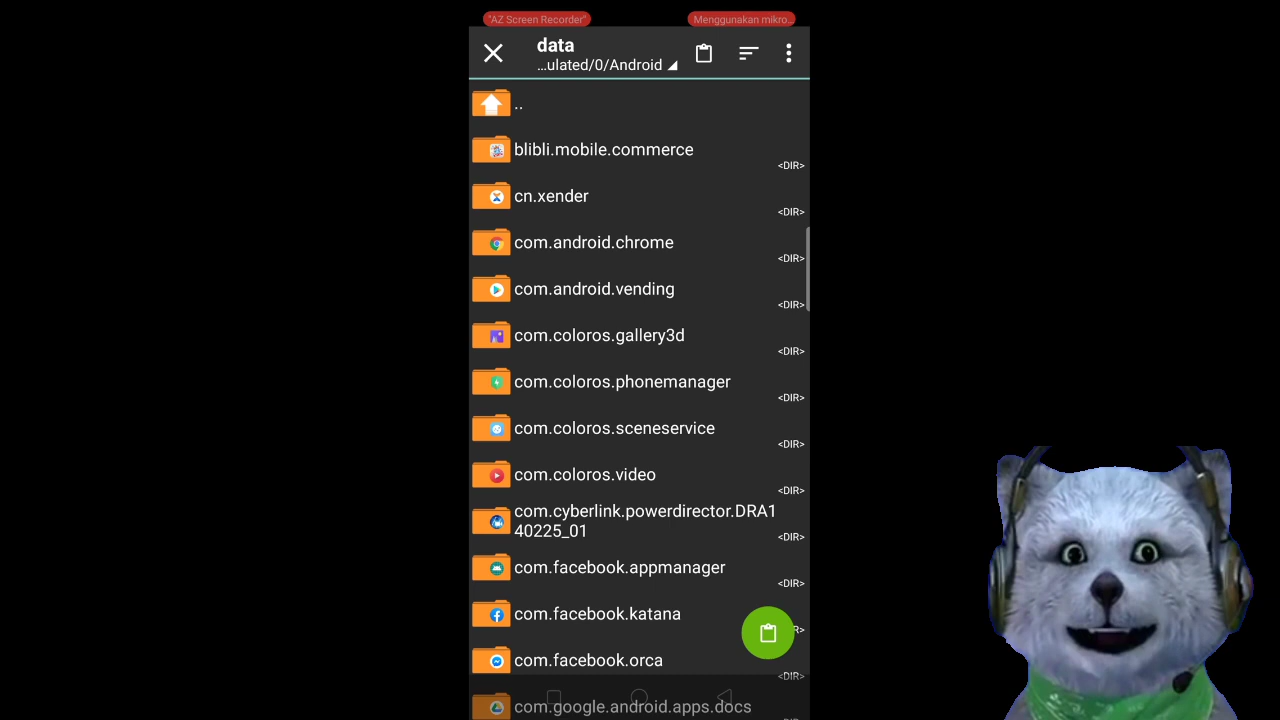 "AZ Screen Recorder"
Menggunakan mikro...
data
...ulated/0/Android
..
blibli.mobile.commerce
<DIR>
cn.xender
<DIR>
com.android.chrome
<DIR>
com.android.vending
<DIR>
com.coloros.gallery3d
<DIR>
com.coloros.phonemanager
<DIR>
com.coloros.sceneservice
<DIR>
com.coloros.video
<DIR>
com.cyberlink.powerdirector.DRA1
40225_01
<DIR>
com.facebook.appmanager
<DIR>
com.facebook.katana
R>
com.facebook.orca
<DIR>
com.google.android.apps.docs